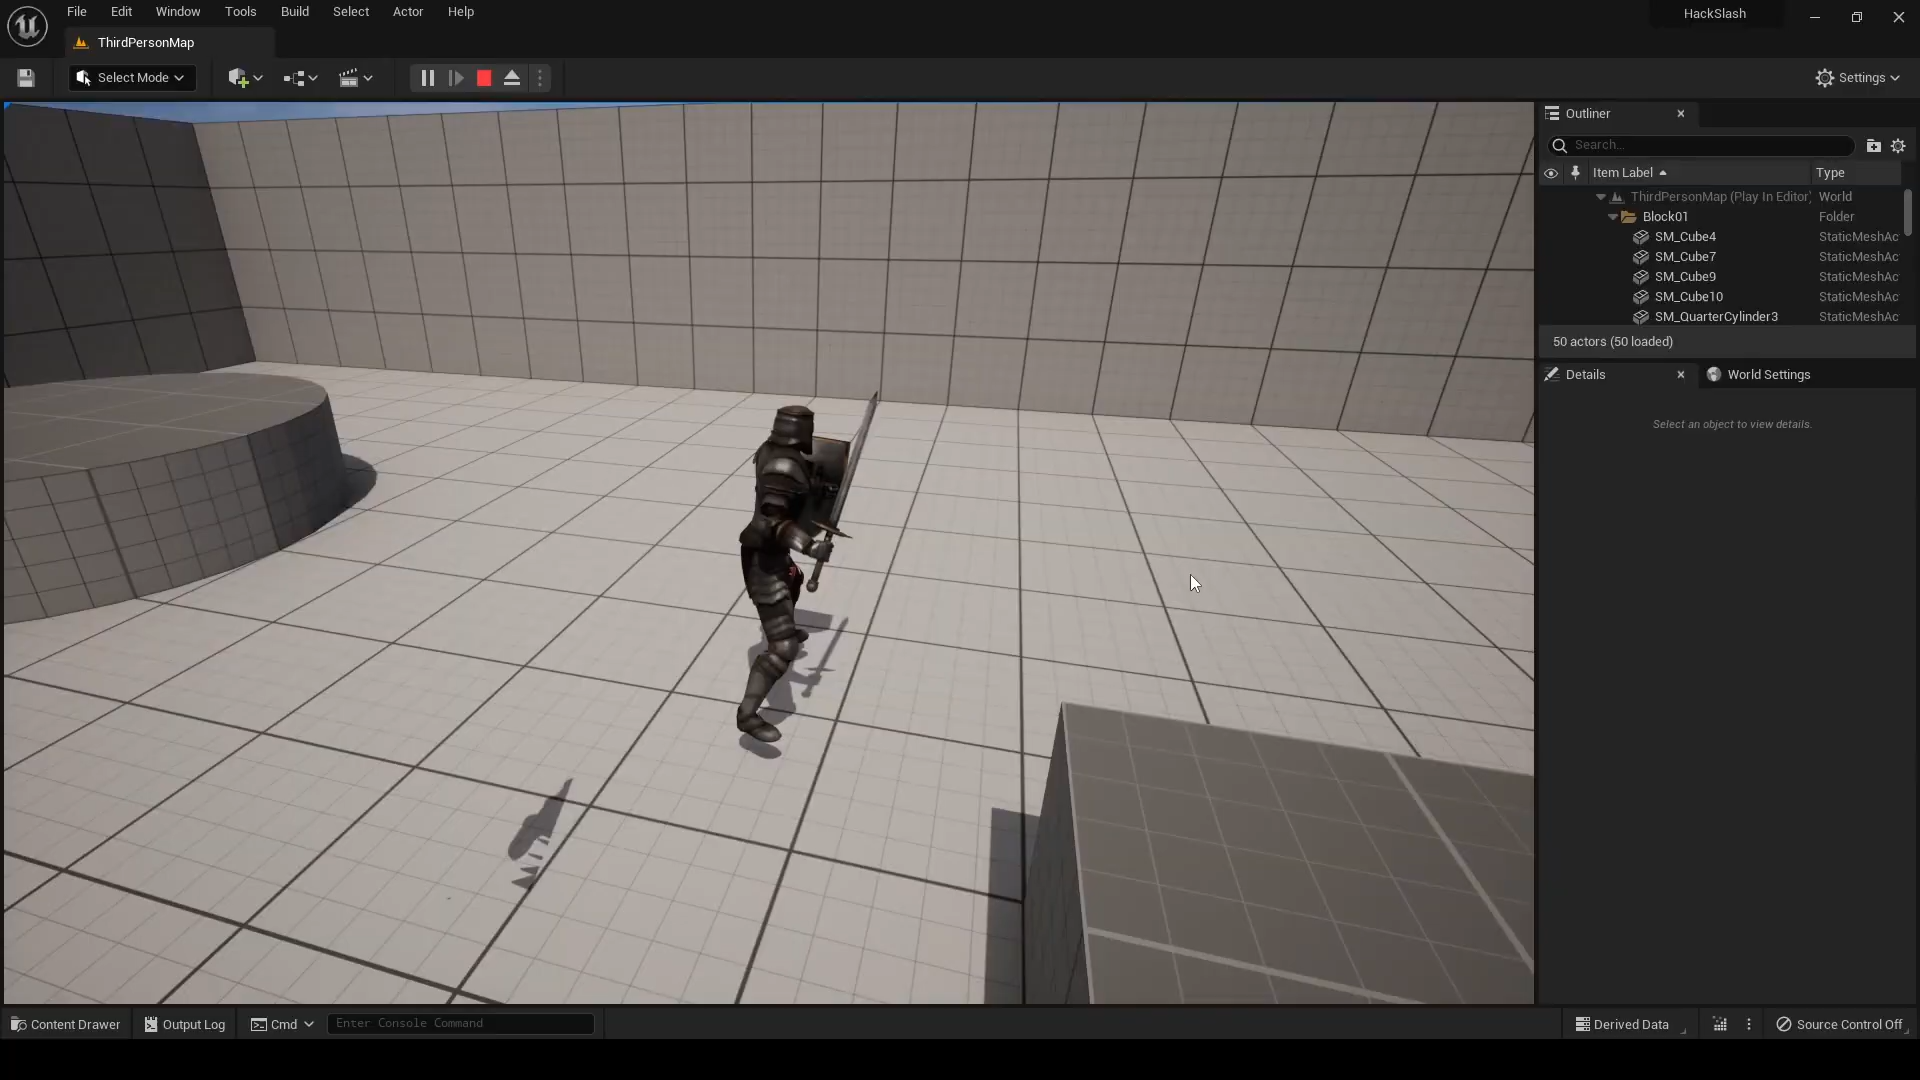 File Edit Window Tools Build Select Actor Help
HackSlash
ThirdPersonMap
Select Mode
Settings
Outliner
Search...
Item Label Type
ThirdPersonMap (Play In Editor) World
Block01 Folder
SM_Cube4 StaticMeshAc
SM_Cube7 StaticMeshAc
SM_Cube9 StaticMeshAc
SM_Cube10 StaticMeshAc
SM_QuarterCylinder3 StaticMeshAc
50 actors (50 loaded)
Details World Settings
Select an object to view details.
Content Drawer Output Log Cmd Enter Console Command Derived Data Source Control Off